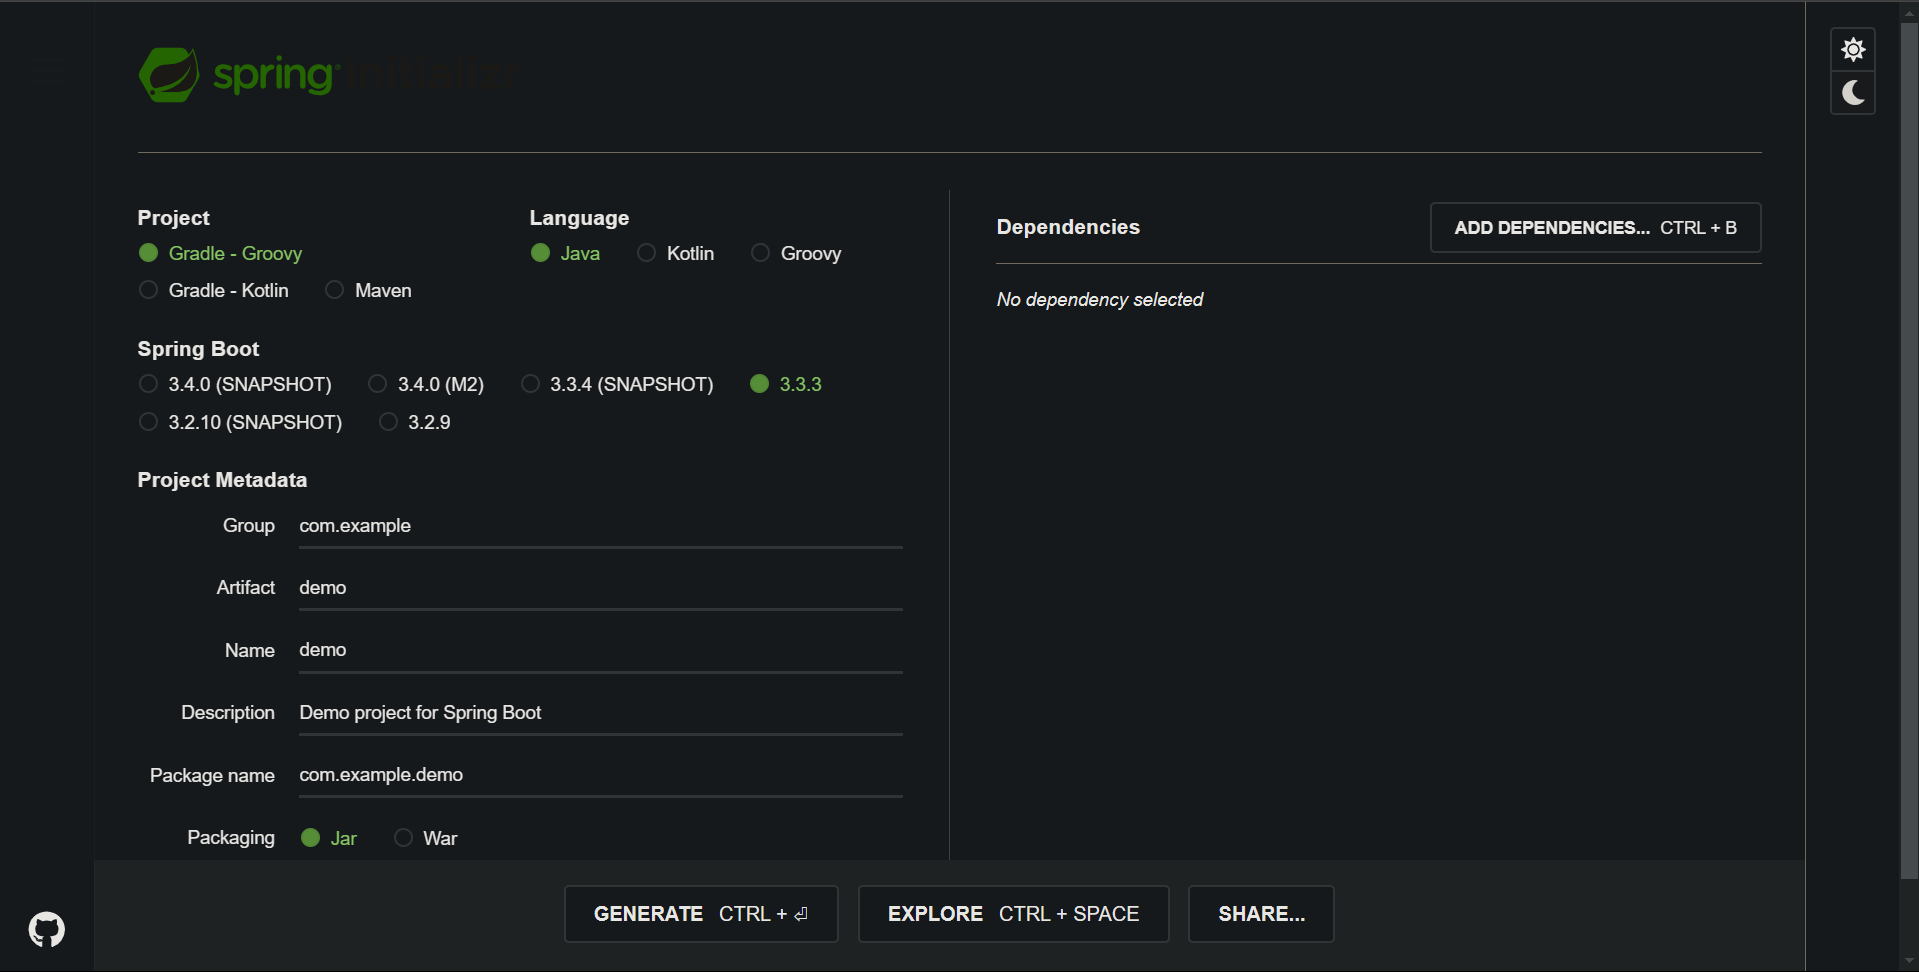 spring initializr
Project
Gradle - Groovy
Gradle - Kotlin Maven
Language
Java Kotlin Groovy
Spring Boot
3.4.0 (SNAPSHOT) 3.4.0 (M2) 3.3.4 (SNAPSHOT) 3.3.3
3.2.10 (SNAPSHOT) 3.2.9
Project Metadata
Group com.example
Artifact demo
Name demo
Description Demo project for Spring Boot
Package name com.example.demo
Packaging Jar War
Dependencies ADD DEPENDENCIES... CTRL + B
No dependency selected
GENERATE CTRL + ⏎ EXPLORE CTRL + SPACE SHARE...